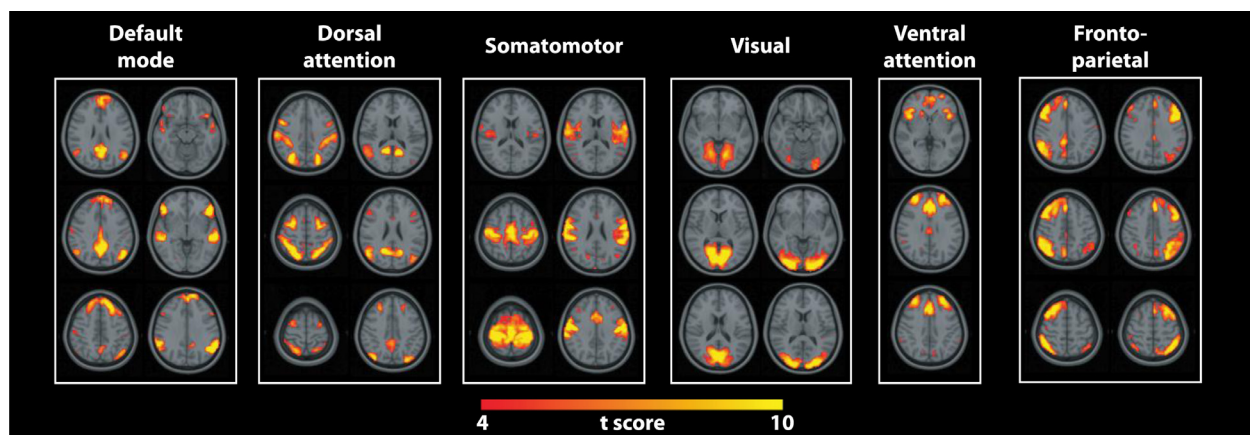 Default
mode
Dorsal
attention
Somatomotor
Visual
Ventral
attention
Fronto-
parietal
4 t score 10